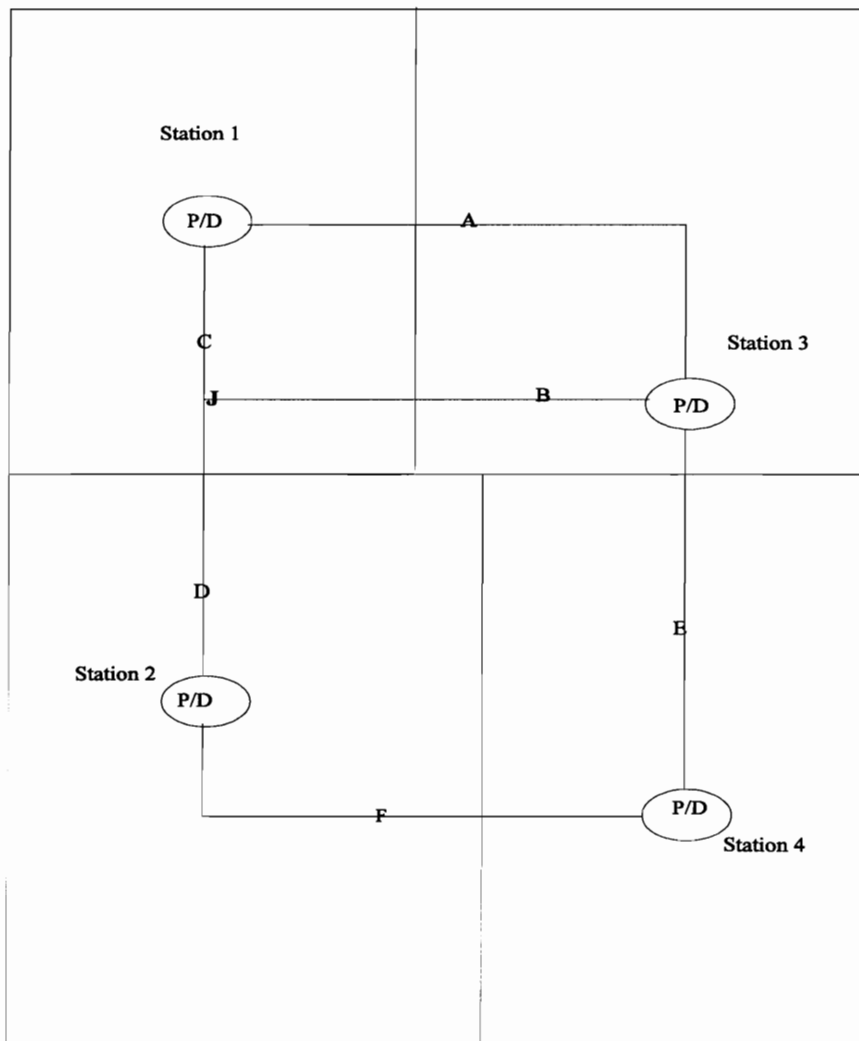 Station 1
P/D
A
C
Station 3
J
B
P/D
D
E
Station 2
P/D
F
P/D
Station 4